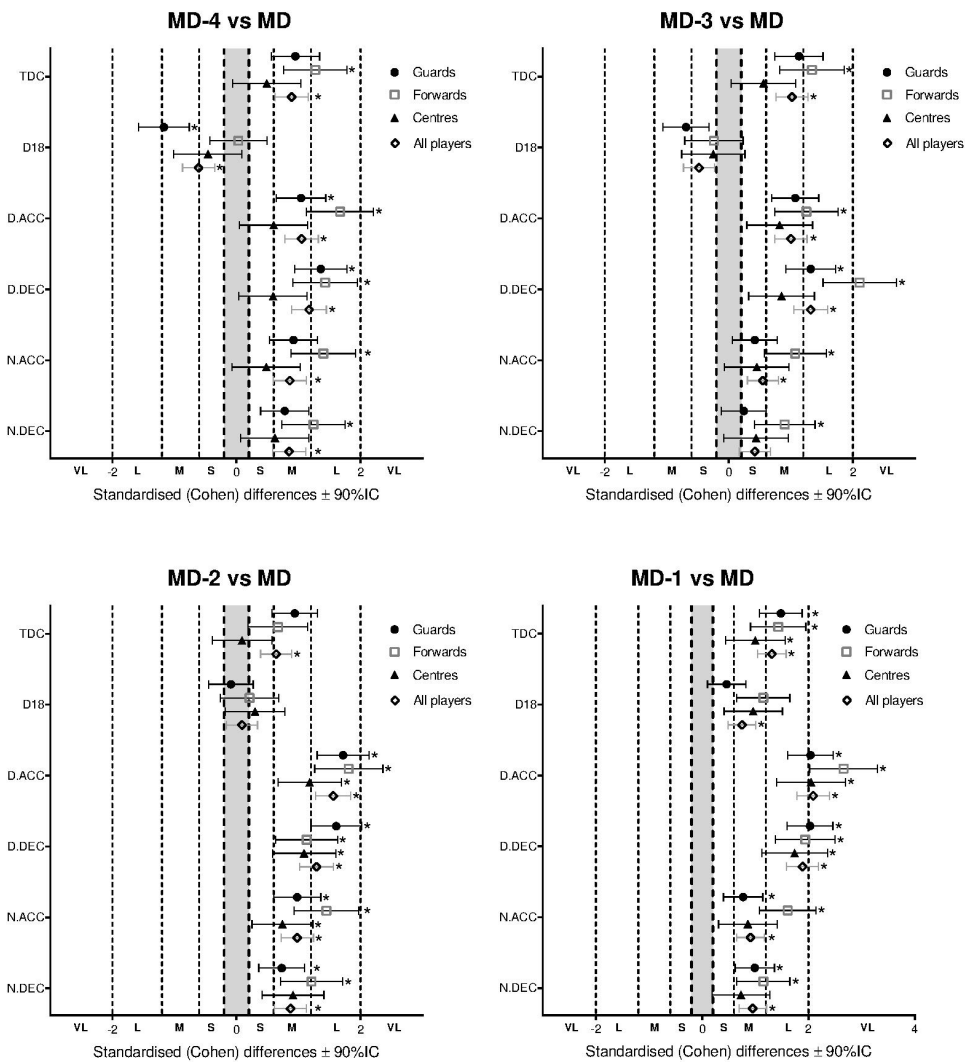 MD-4 vs MD
TDC
D18
D.ACC
D.DEC
N.ACC
N.DEC
Guards
Forwards
Centres
All players
* * * * * * * * * * * * * * *
VL -2 L M S 0 S M L 2 VL
Standardised (Cohen) differences ± 90%IC
MD-3 vs MD
TDC
D18
D.ACC
D.DEC
N.ACC
N.DEC
Guards
Forwards
Centres
All players
* * * * * * * * * *
VL -2 L M S 0 S M L 2 VL
Standardised (Cohen) differences ± 90%IC
MD-2 vs MD
TDC
D18
D.ACC
D.DEC
N.ACC
N.DEC
Guards
Forwards
Centres
All players
* * * * * * * * * * * * * * * *
VL -2 L M S 0 S M L 2 VL
Standardised (Cohen) differences ± 90%IC
MD-1 vs MD
TDC
D18
D.ACC
D.DEC
N.ACC
N.DEC
Guards
Forwards
Centres
All players
* * * * * * * * * * * * * * * * * * *
VL -2 L M S 0 S M L 2 VL 4
Standardised (Cohen) differences ± 90%IC